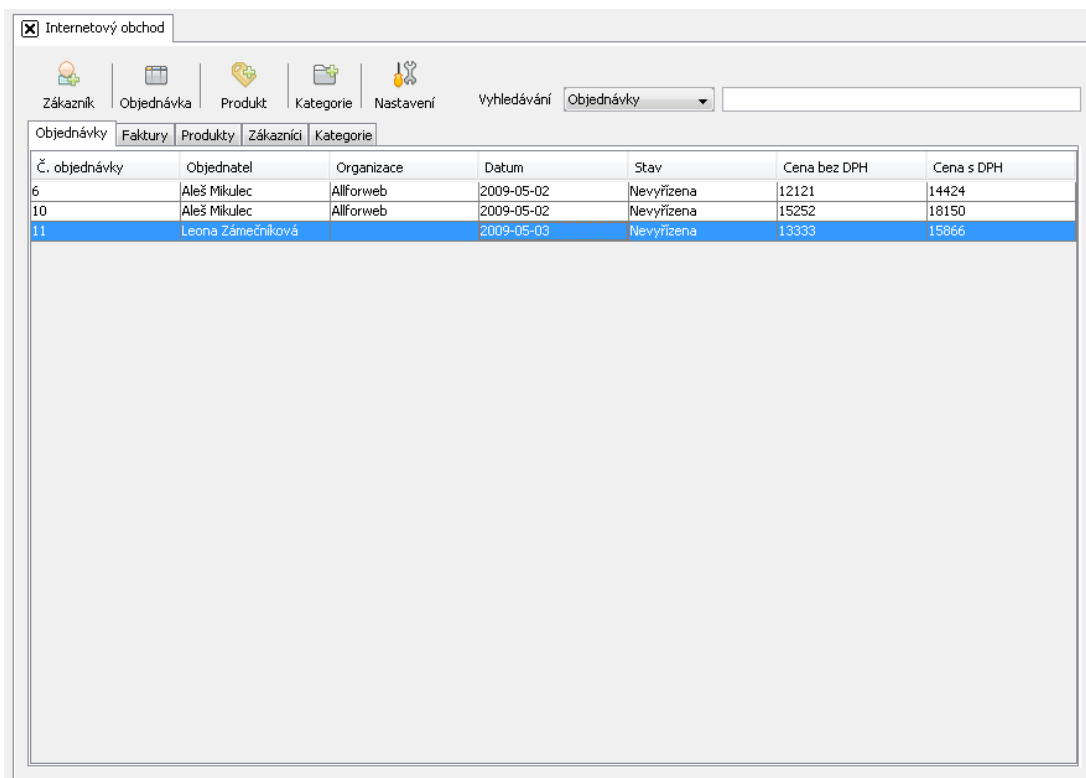 Internetový obchod
Zákazník Objednávka Produkt Kategorie Nastavení Vyhledávání Objednávky
Objednávky Faktury Produkty Zákazníci Kategorie
Č. objednávky Objednatel Organizace Datum Stav Cena bez DPH Cena s DPH
6 Aleš Mikulec Allforweb 2009-05-02 Nevyřízena 12121 14424
10 Aleš Mikulec Allforweb 2009-05-02 Nevyřízena 15252 18150
11 Leona Zámečníková 2009-05-03 Nevyřízena 13333 15866